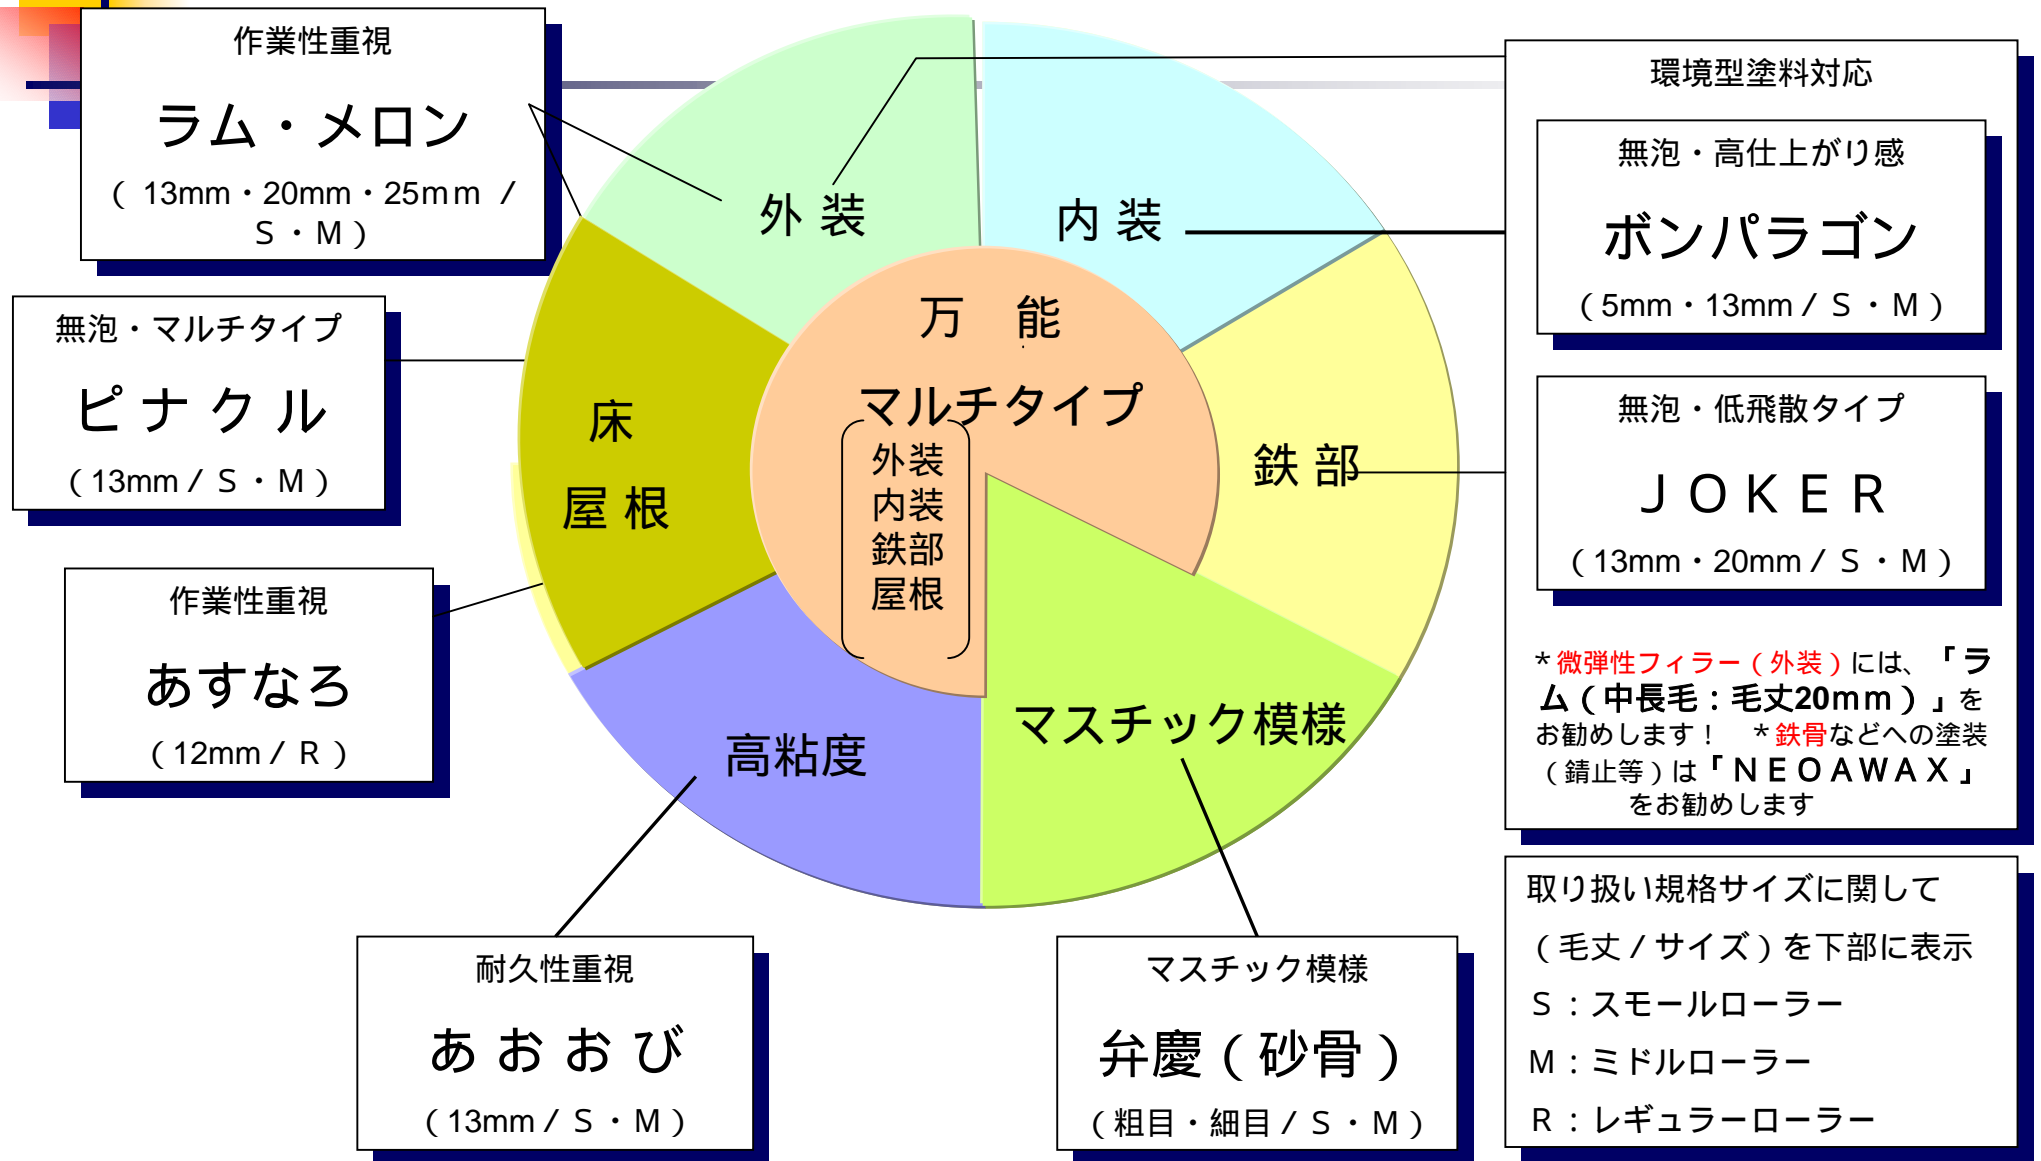 作業性重視
ラム・メロン
（ 13mm・20mm・25mm ／
Ｓ・Ｍ）
無泡・マルチタイプ
ピナクル
（13mm／Ｓ・Ｍ）
作業性重視
あすなろ
（12mm／Ｒ）
外装
内装
床
屋根
鉄部
高粘度
マスチック模様
万　能
マルチタイプ
外装
内装
鉄部
屋根
耐久性重視
あおおび
（13mm／Ｓ・Ｍ）
マスチック模様
弁慶（砂骨）
（粗目・細目／Ｓ・Ｍ）
環境型塗料対応
無泡・高仕上がり感
ボンパラゴン
（5mm・13mm／Ｓ・Ｍ）
無泡・低飛散タイプ
ＪＯＫＥＲ
（13mm・20mm／Ｓ・Ｍ）
＊微弾性フィラー（外装）には、「ラ
ム（中長毛：毛丈20mm）」を
お勧めします！　＊鉄骨などへの塗装
（錆止等）は「ＮＥＯＡＷＡＸ」
をお勧めします
取り扱い規格サイズに関して
（毛丈／サイズ）を下部に表示
Ｓ：スモールローラー
Ｍ：ミドルローラー
Ｒ：レギュラーローラー